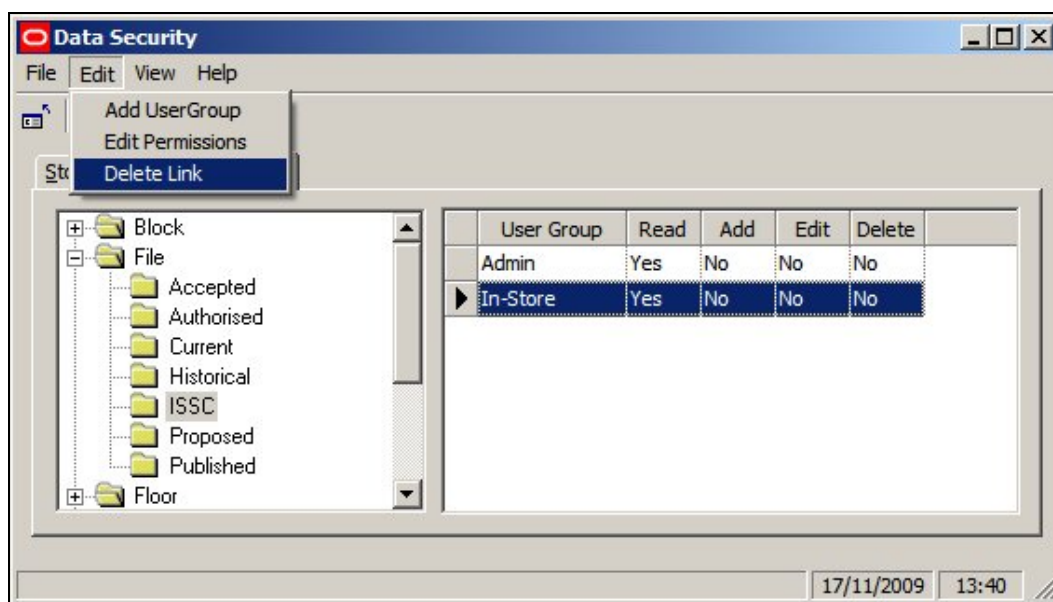 Data Security
File Edit View Help
Add UserGroup
Edit Permissions
Delete Link
Block
File
Accepted
Authorised
Current
Historical
ISSC
Proposed
Published
Floor
User Group Read Add Edit Delete
Admin Yes No No No
In-Store Yes No No No
17/11/2009 13:40